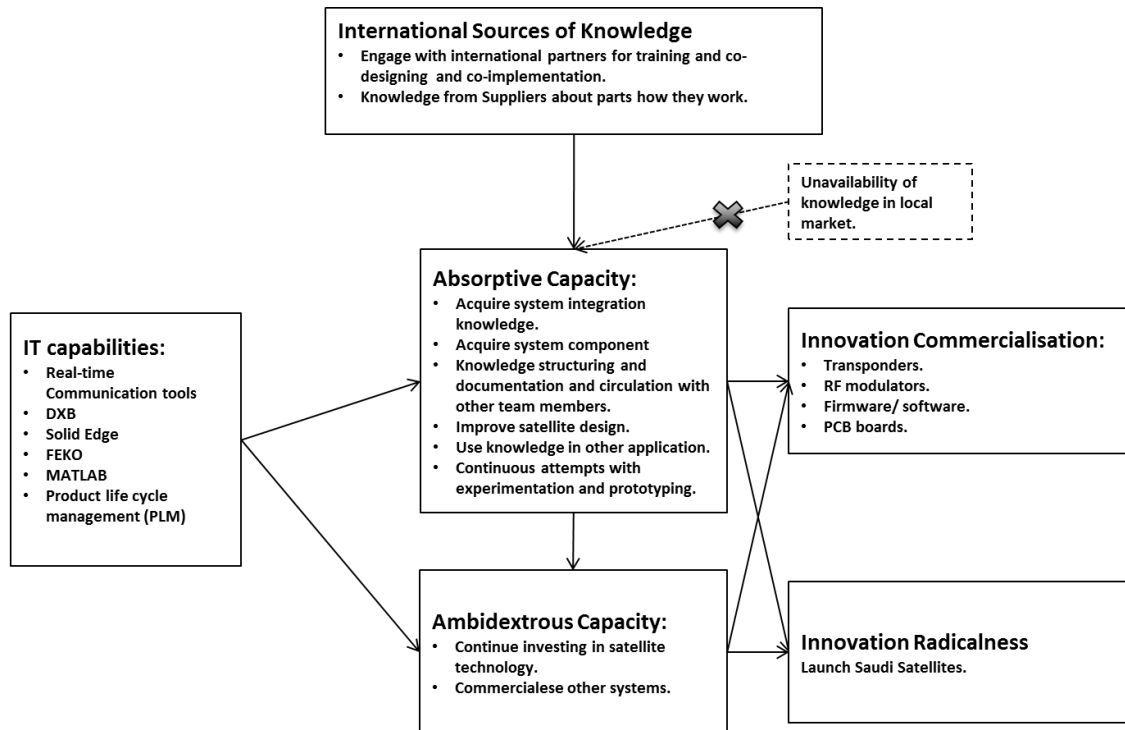 International Sources of Knowledge
• Engage with international partners for training and co-
designing and co-implementation.
• Knowledge from Suppliers about parts how they work.
Unavailability of
knowledge in local
market.
IT capabilities:
• Real-time
Communication tools
• DXB
• Solid Edge
• FEKO
• MATLAB
• Product life cycle
management (PLM)
Absorptive Capacity:
• Acquire system integration
knowledge.
• Acquire system component
• Knowledge structuring and
documentation and circulation with
other team members.
• Improve satellite design.
• Use knowledge in other application.
• Continuous attempts with
experimentation and prototyping.
Innovation Commercialisation:
• Transponders.
• RF modulators.
• Firmware/ software.
• PCB boards.
Ambidextrous Capacity:
• Continue investing in satellite
technology.
• Commercialese other systems.
Innovation Radicalness
Launch Saudi Satellites.